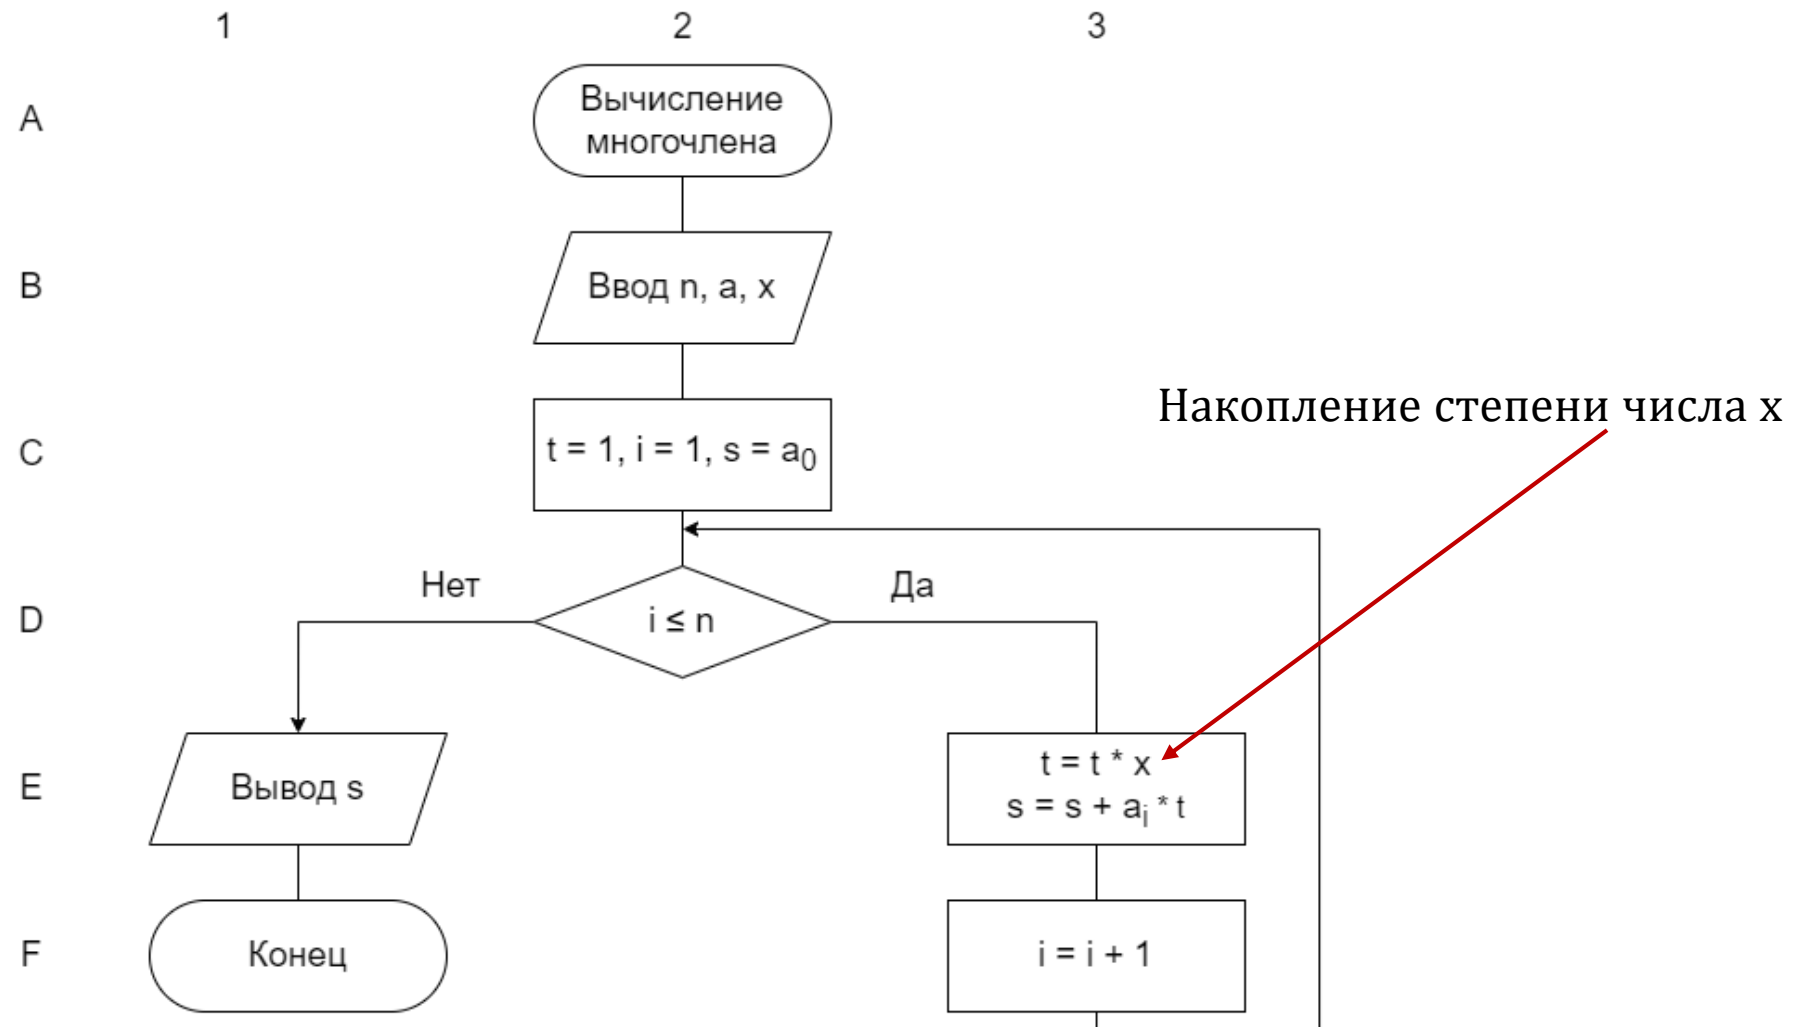 1 2 3
A
Вычисление
многочлена
B
Ввод n, a, x
Накопление степени числа x
C
t = 1, i = 1, s = a₀
Нет
Да
D
i ≤ n
E
Вывод s
t = t * x
s = s + aᵢ * t
F
Конец
i = i + 1